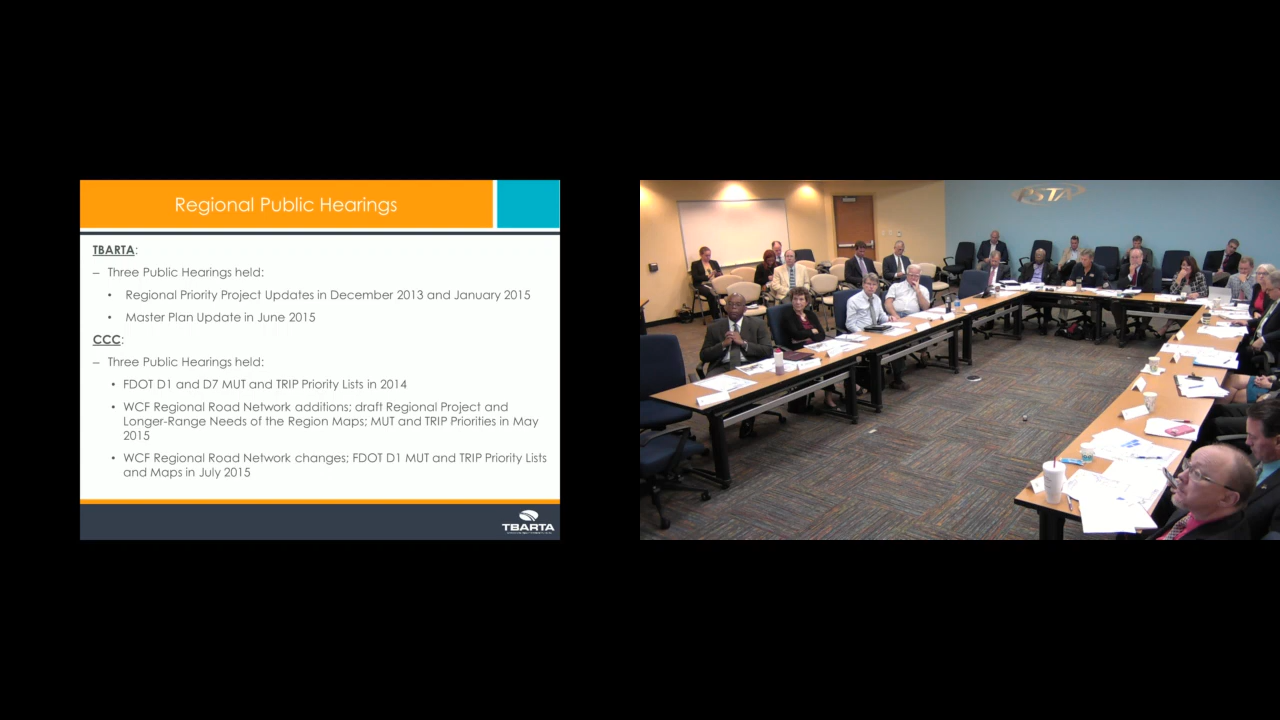 Regional Public Hearings
TBARTA:
– Three Public Hearings held:
• Regional Priority Project Updates in December 2013 and January 2015
• Master Plan Update in June 2015
CCC:
– Three Public Hearings held:
• FDOT D1 and D7 MUT and TRIP Priority Lists in 2014
• WCF Regional Road Network additions; draft Regional Project and
Longer-Range Needs of the Region Maps; MUT and TRIP Priorities in May
2015
• WCF Regional Road Network changes; FDOT D1 MUT and TRIP Priority Lists
and Maps in July 2015
TBARTA
PSTA